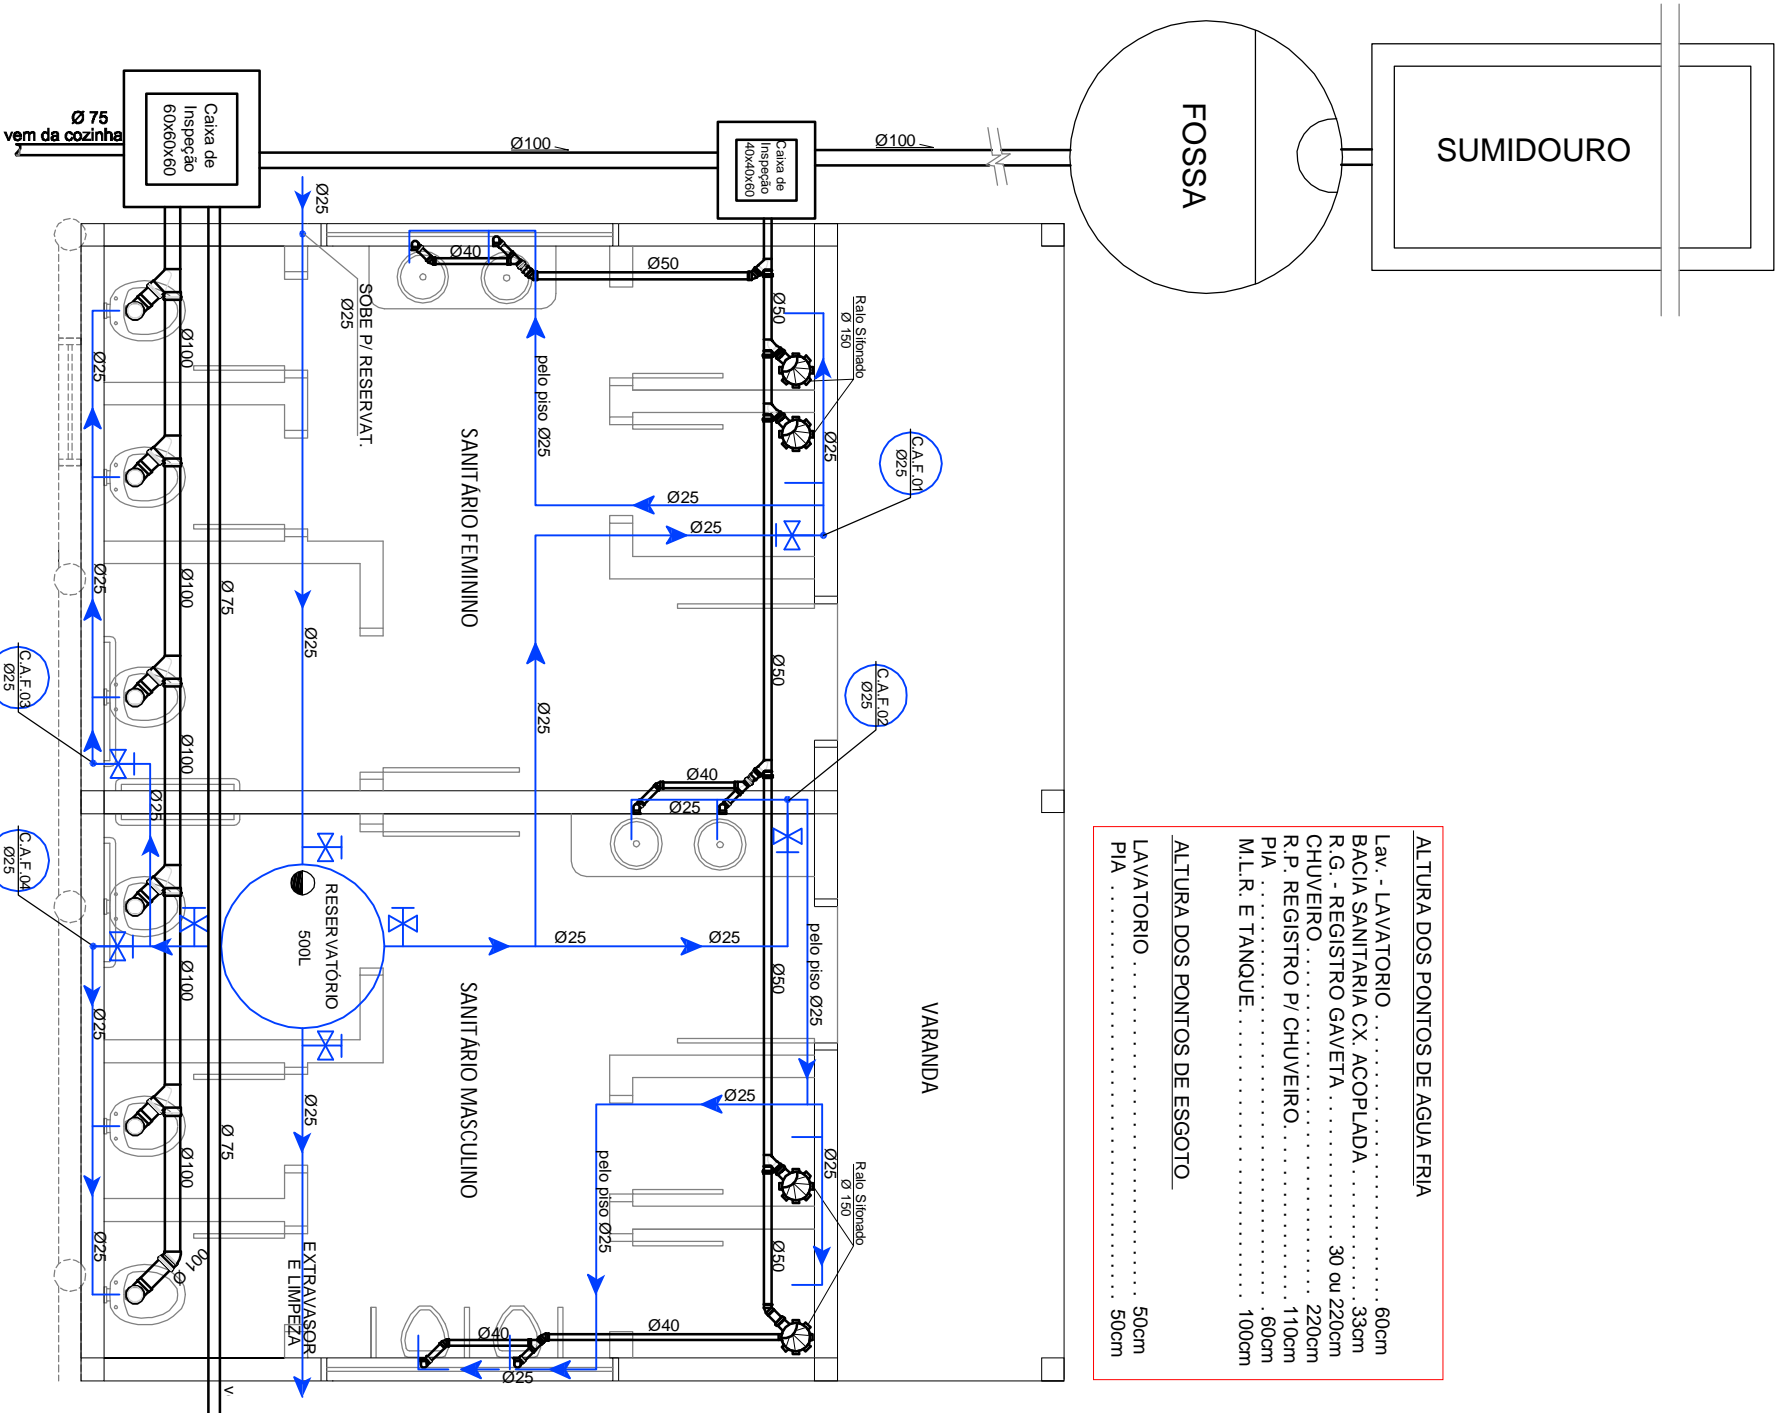 SUMIDOURO
FOSSA
Ø100
Ø100
Caixa de
Inspeção
60x60x60
Caixa de
Inspeção
40x40x60
Ø 75
vem da cozinha
Ø25
SOBE P/ RESERVAT.
Ø25
Ø40
Ø50
Ø50
Ralo Sifonado
Ø 150
Ø25
C.A.F.01
Ø25
pelo piso Ø25
Ø25
Ø25
SANITÁRIO FEMININO
Ø25
Ø100
Ø25
Ø100
Ø 75
Ø25
Ø50
Ø25
C.A.F.02
Ø25
C.A.F.03
Ø25
Ø100
Ø25
Ø40
Ø25
C.A.F.04
Ø25
RESERVATÓRIO
500L
Ø25
Ø25
Ø50
pelo piso Ø25
VARANDA
SANITÁRIO MASCULINO
Ø100
Ø25
Ø25
Ø 75
Ø100
Ø25
Ø25
Ralo Sifonado
Ø 150
pelo piso Ø25
Ø50
Ø25
Ø 100
EXTRAVASOR
E LIMPEZA
Ø40
Ø40
Ø25
v
ALTURA DOS PONTOS DE AGUA FRIA
Lav. - LAVATORIO . . . . . . . . . . . . . . . . . . 60cm
BACIA SANITARIA CX. ACOPLADA . . . . . . . . . . 33cm
R.G. - REGISTRO GAVETA . . . . . . . . . . 30 ou 220cm
CHUVEIRO . . . . . . . . . . . . . . . . . . . . . . 220cm
R.P. REGISTRO P/ CHUVEIRO . . . . . . . . . . . 110cm
PIA . . . . . . . . . . . . . . . . . . . . . . . . . . 60cm
M.L.R. E TANQUE . . . . . . . . . . . . . . . . . . . 100cm
ALTURA DOS PONTOS DE ESGOTO
LAVATORIO . . . . . . . . . . . . . . . . . . . . . 50cm
PIA . . . . . . . . . . . . . . . . . . . . . . . . . . 50cm